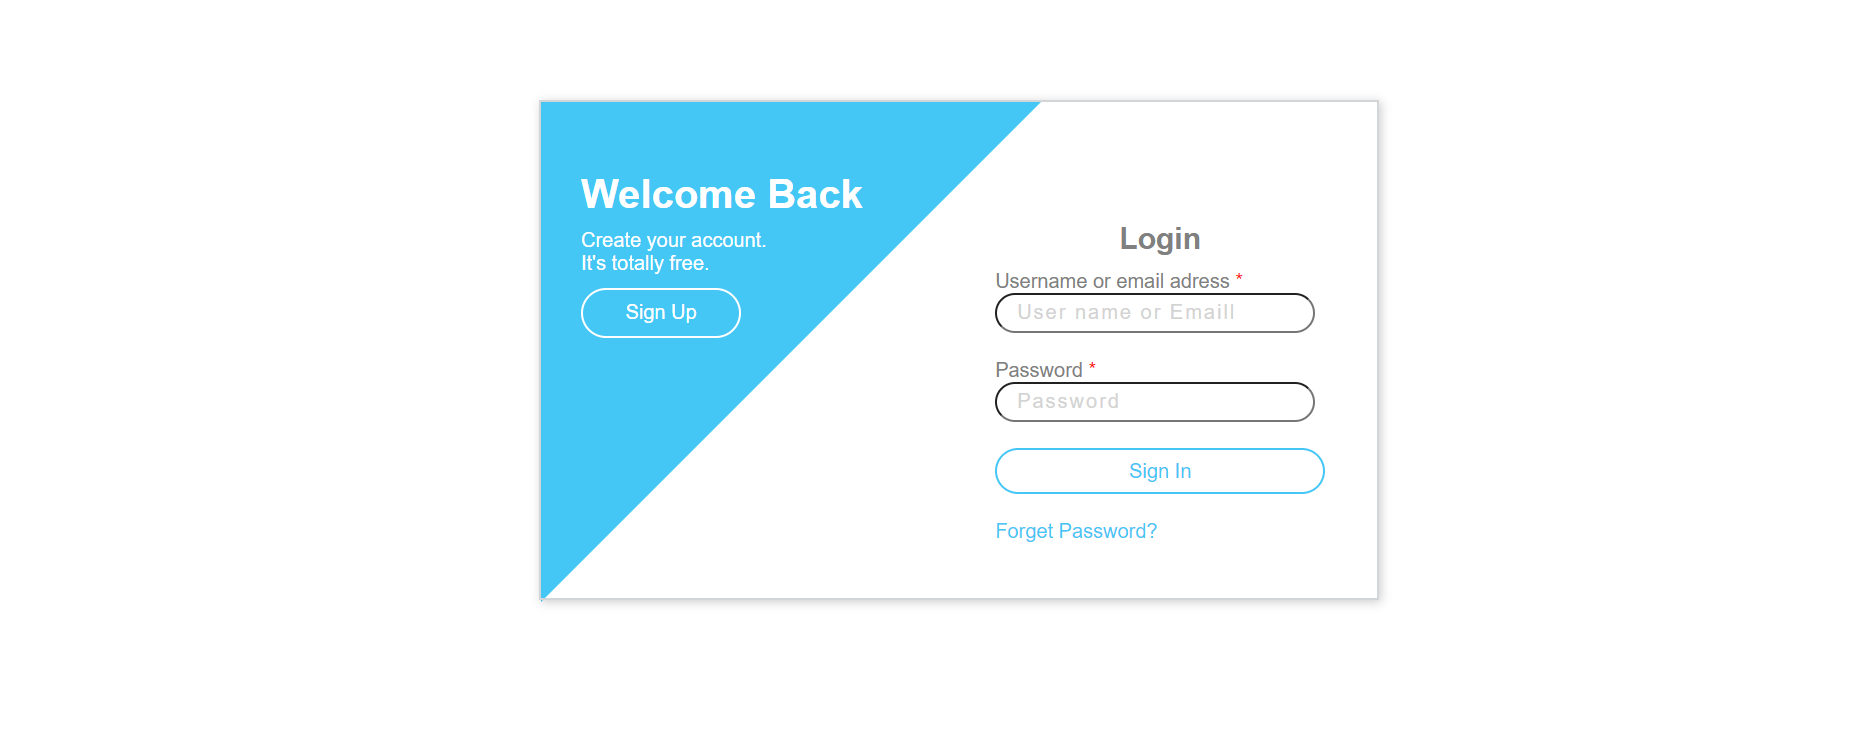 Welcome Back
Create your account.
It's totally free.
Sign Up
Login
Username or email adress *
User name or Emaill
Password *
Password
Sign In
Forget Password?